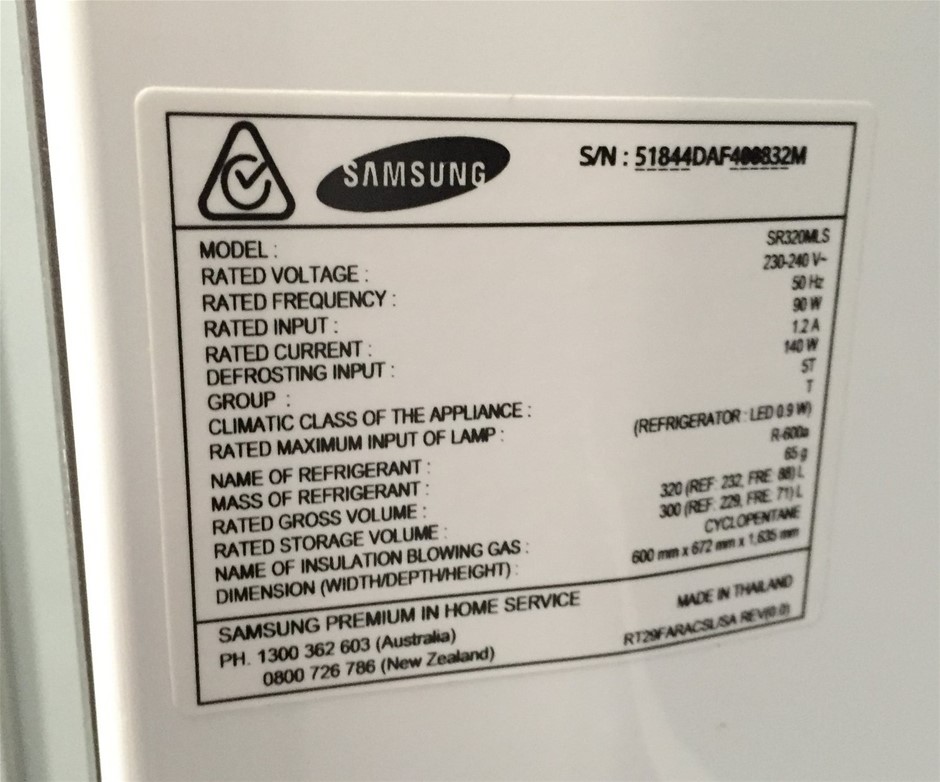 SAMSUNG
S/N : 51844DAF400832M
MODEL : SR320MLS
RATED VOLTAGE : 230-240 V~
RATED FREQUENCY : 50 Hz
RATED INPUT : 90 W
RATED CURRENT : 1.2 A
DEFROSTING INPUT : 140 W
GROUP : 5T
CLIMATIC CLASS OF THE APPLIANCE : T
RATED MAXIMUM INPUT OF LAMP : (REFRIGERATOR : LED 0.9 W)
NAME OF REFRIGERANT : R-600a
MASS OF REFRIGERANT : 65 g
RATED GROSS VOLUME : 320 (REF: 232, FRE: 88) L
RATED STORAGE VOLUME : 300 (REF: 229, FRE: 71) L
NAME OF INSULATION BLOWING GAS : CYCLOPENTANE
DIMENSION (WIDTH/DEPTH/HEIGHT) : 600 mm x 672 mm x 1,635 mm
SAMSUNG PREMIUM IN HOME SERVICE MADE IN THAILAND
PH. 1300 362 603 (Australia) RT29FARACSL/SA REV(0.0)
0800 726 786 (New Zealand)